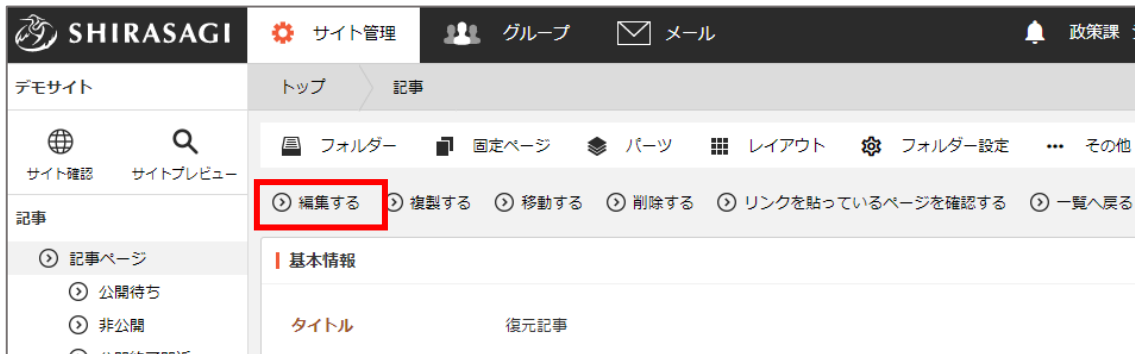 SHIRASAGI サイト管理 グループ メール 政策課
デモサイト トップ 記事
フォルダー 固定ページ パーツ レイアウト フォルダー設定 その他
サイト確認 サイトプレビュー
編集する 複製する 移動する 削除する リンクを貼っているページを確認する 一覧へ戻る
記事
記事ページ 基本情報
公開待ち
非公開 タイトル 復元記事